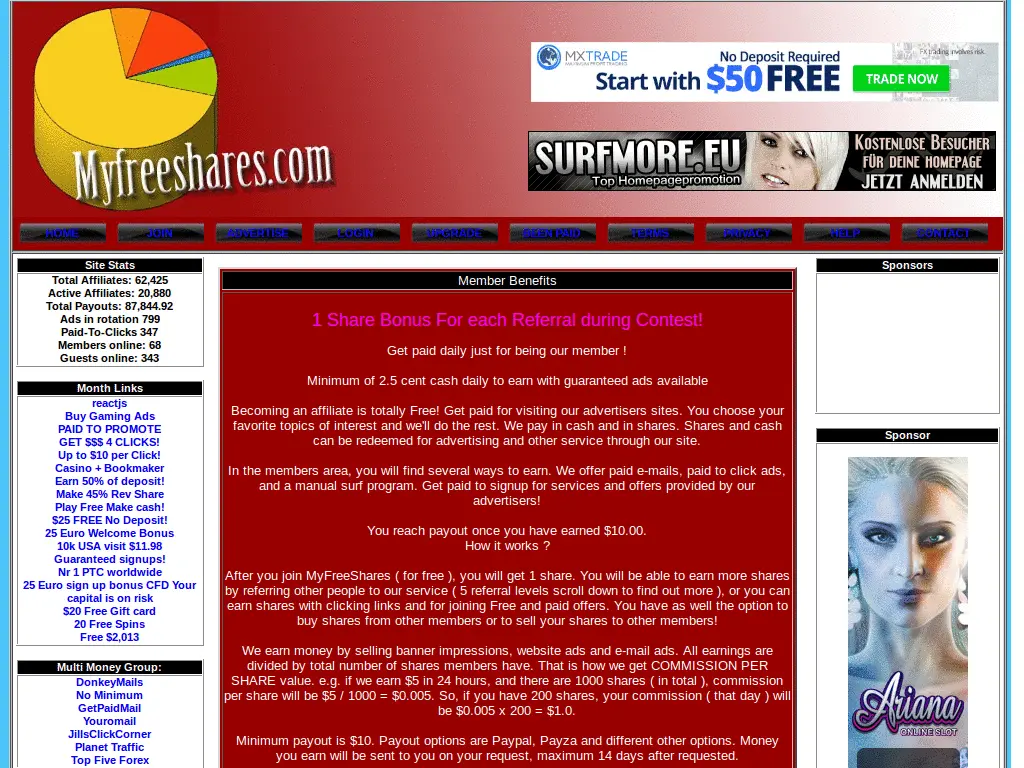 Myfreeshares.com
MXTRADE
No Deposit Required
FX trading involves risk.
Start with $50 FREE
TRADE NOW
SURFMORE.EU
Top Homepagepromotion
Kostenlose Besucher
für deine Homepage
jetzt anmelden
HOME JOIN ADVERTISE LOGIN UPGRADE BEEN PAID TERMS PRIVACY HELP CONTACT
Site Stats
Total Affiliates: 62,425
Active Affiliates: 20,880
Total Payouts: 87,844.92
Ads in rotation 799
Paid-To-Clicks 347
Members online: 68
Guests online: 343
Month Links
reactjs
Buy Gaming Ads
PAID TO PROMOTE
GET $$$ 4 CLICKS!
Up to $10 per Click!
Casino + Bookmaker
Earn 50% of deposit!
Make 45% Rev Share
Play Free Make cash!
$25 FREE No Deposit!
25 Euro Welcome Bonus
10k USA visit $11.98
Guaranteed signups!
Nr 1 PTC worldwide
25 Euro sign up bonus CFD Your
capital is on risk
$20 Free Gift card
20 Free Spins
Free $2,013
Multi Money Group:
DonkeyMails
No Minimum
GetPaidMail
Youromail
JillsClickCorner
Planet Traffic
Top Five Forex
Member Benefits
1 Share Bonus For each Referral during Contest!
Get paid daily just for being our member !
Minimum of 2.5 cent cash daily to earn with guaranteed ads available
Becoming an affiliate is totally Free! Get paid for visiting our advertisers sites. You choose your
favorite topics of interest and we'll do the rest. We pay in cash and in shares. Shares and cash
can be redeemed for advertising and other service through our site.
In the members area, you will find several ways to earn. We offer paid e-mails, paid to click ads,
and a manual surf program. Get paid to signup for services and offers provided by our
advertisers!
You reach payout once you have earned $10.00.
How it works ?
After you join MyFreeShares ( for free ), you will get 1 share. You will be able to earn more shares
by referring other people to our service ( 5 referral levels scroll down to find out more ), or you can
earn shares with clicking links and for joining Free and paid offers. You have as well the option to
buy shares from other members or to sell your shares to other members!
We earn money by selling banner impressions, website ads and e-mail ads. All earnings are
divided by total number of shares members have. That is how we get COMMISSION PER
SHARE value. e.g. if we earn $5 in 24 hours, and there are 1000 shares ( in total ), commission
per share will be $5 / 1000 = $0.005. So, if you have 200 shares, your commission ( that day ) will
be $0.005 x 200 = $1.0.
Minimum payout is $10. Payout options are Paypal, Payza and different other options. Money
you earn will be sent to you on your request, maximum 14 days after requested.
Sponsors
Sponsor
Ariana
ONLINE SLOT